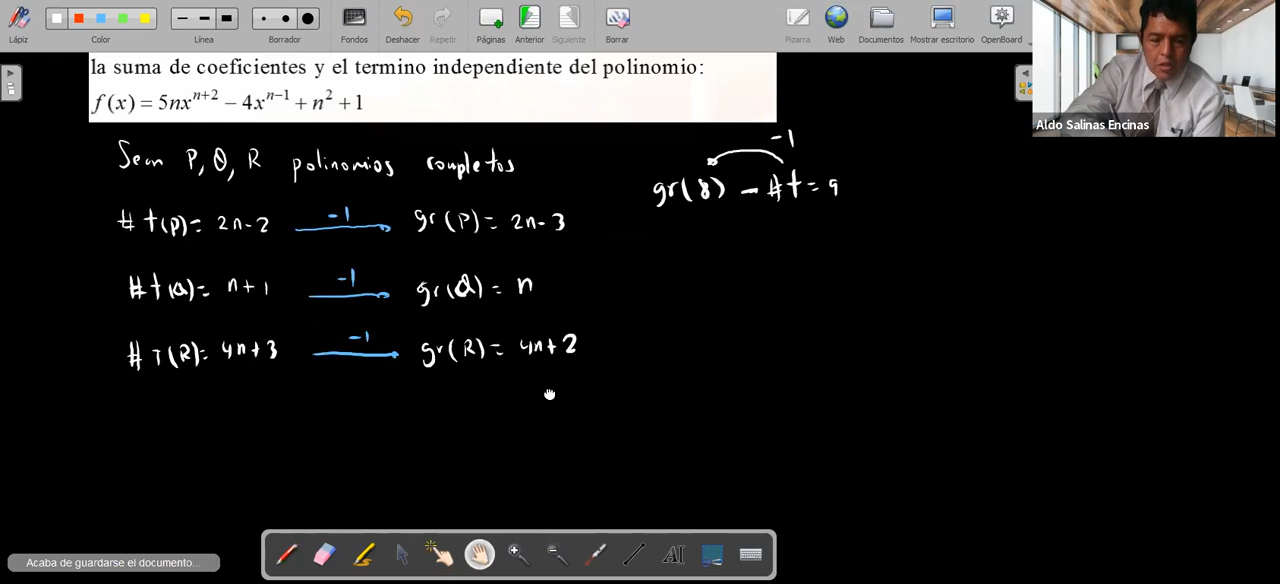 Lápiz Color Línea Borrador Fondos Deshacer Repetir Páginas Anterior Siguiente Borrar Pizarra Web Documentos Mostrar escritorio OpenBoard
la suma de coeficientes y el termino independiente del polinomio:
f(x) = 5nx^{n+2} − 4x^{n−1} + n^2 + 1
Aldo Salinas Encinas
Sean P, Q, R polinomios completos
-1
gr(8) - #t = 9
#t(P) = 2n-2 -1 gr(P) = 2n-3
#t(Q) = n+1 -1 gr(Q) = n
#T(R) = 4n+3 -1 gr(R) = 4n+2
Acaba de guardarse el documento...
AI